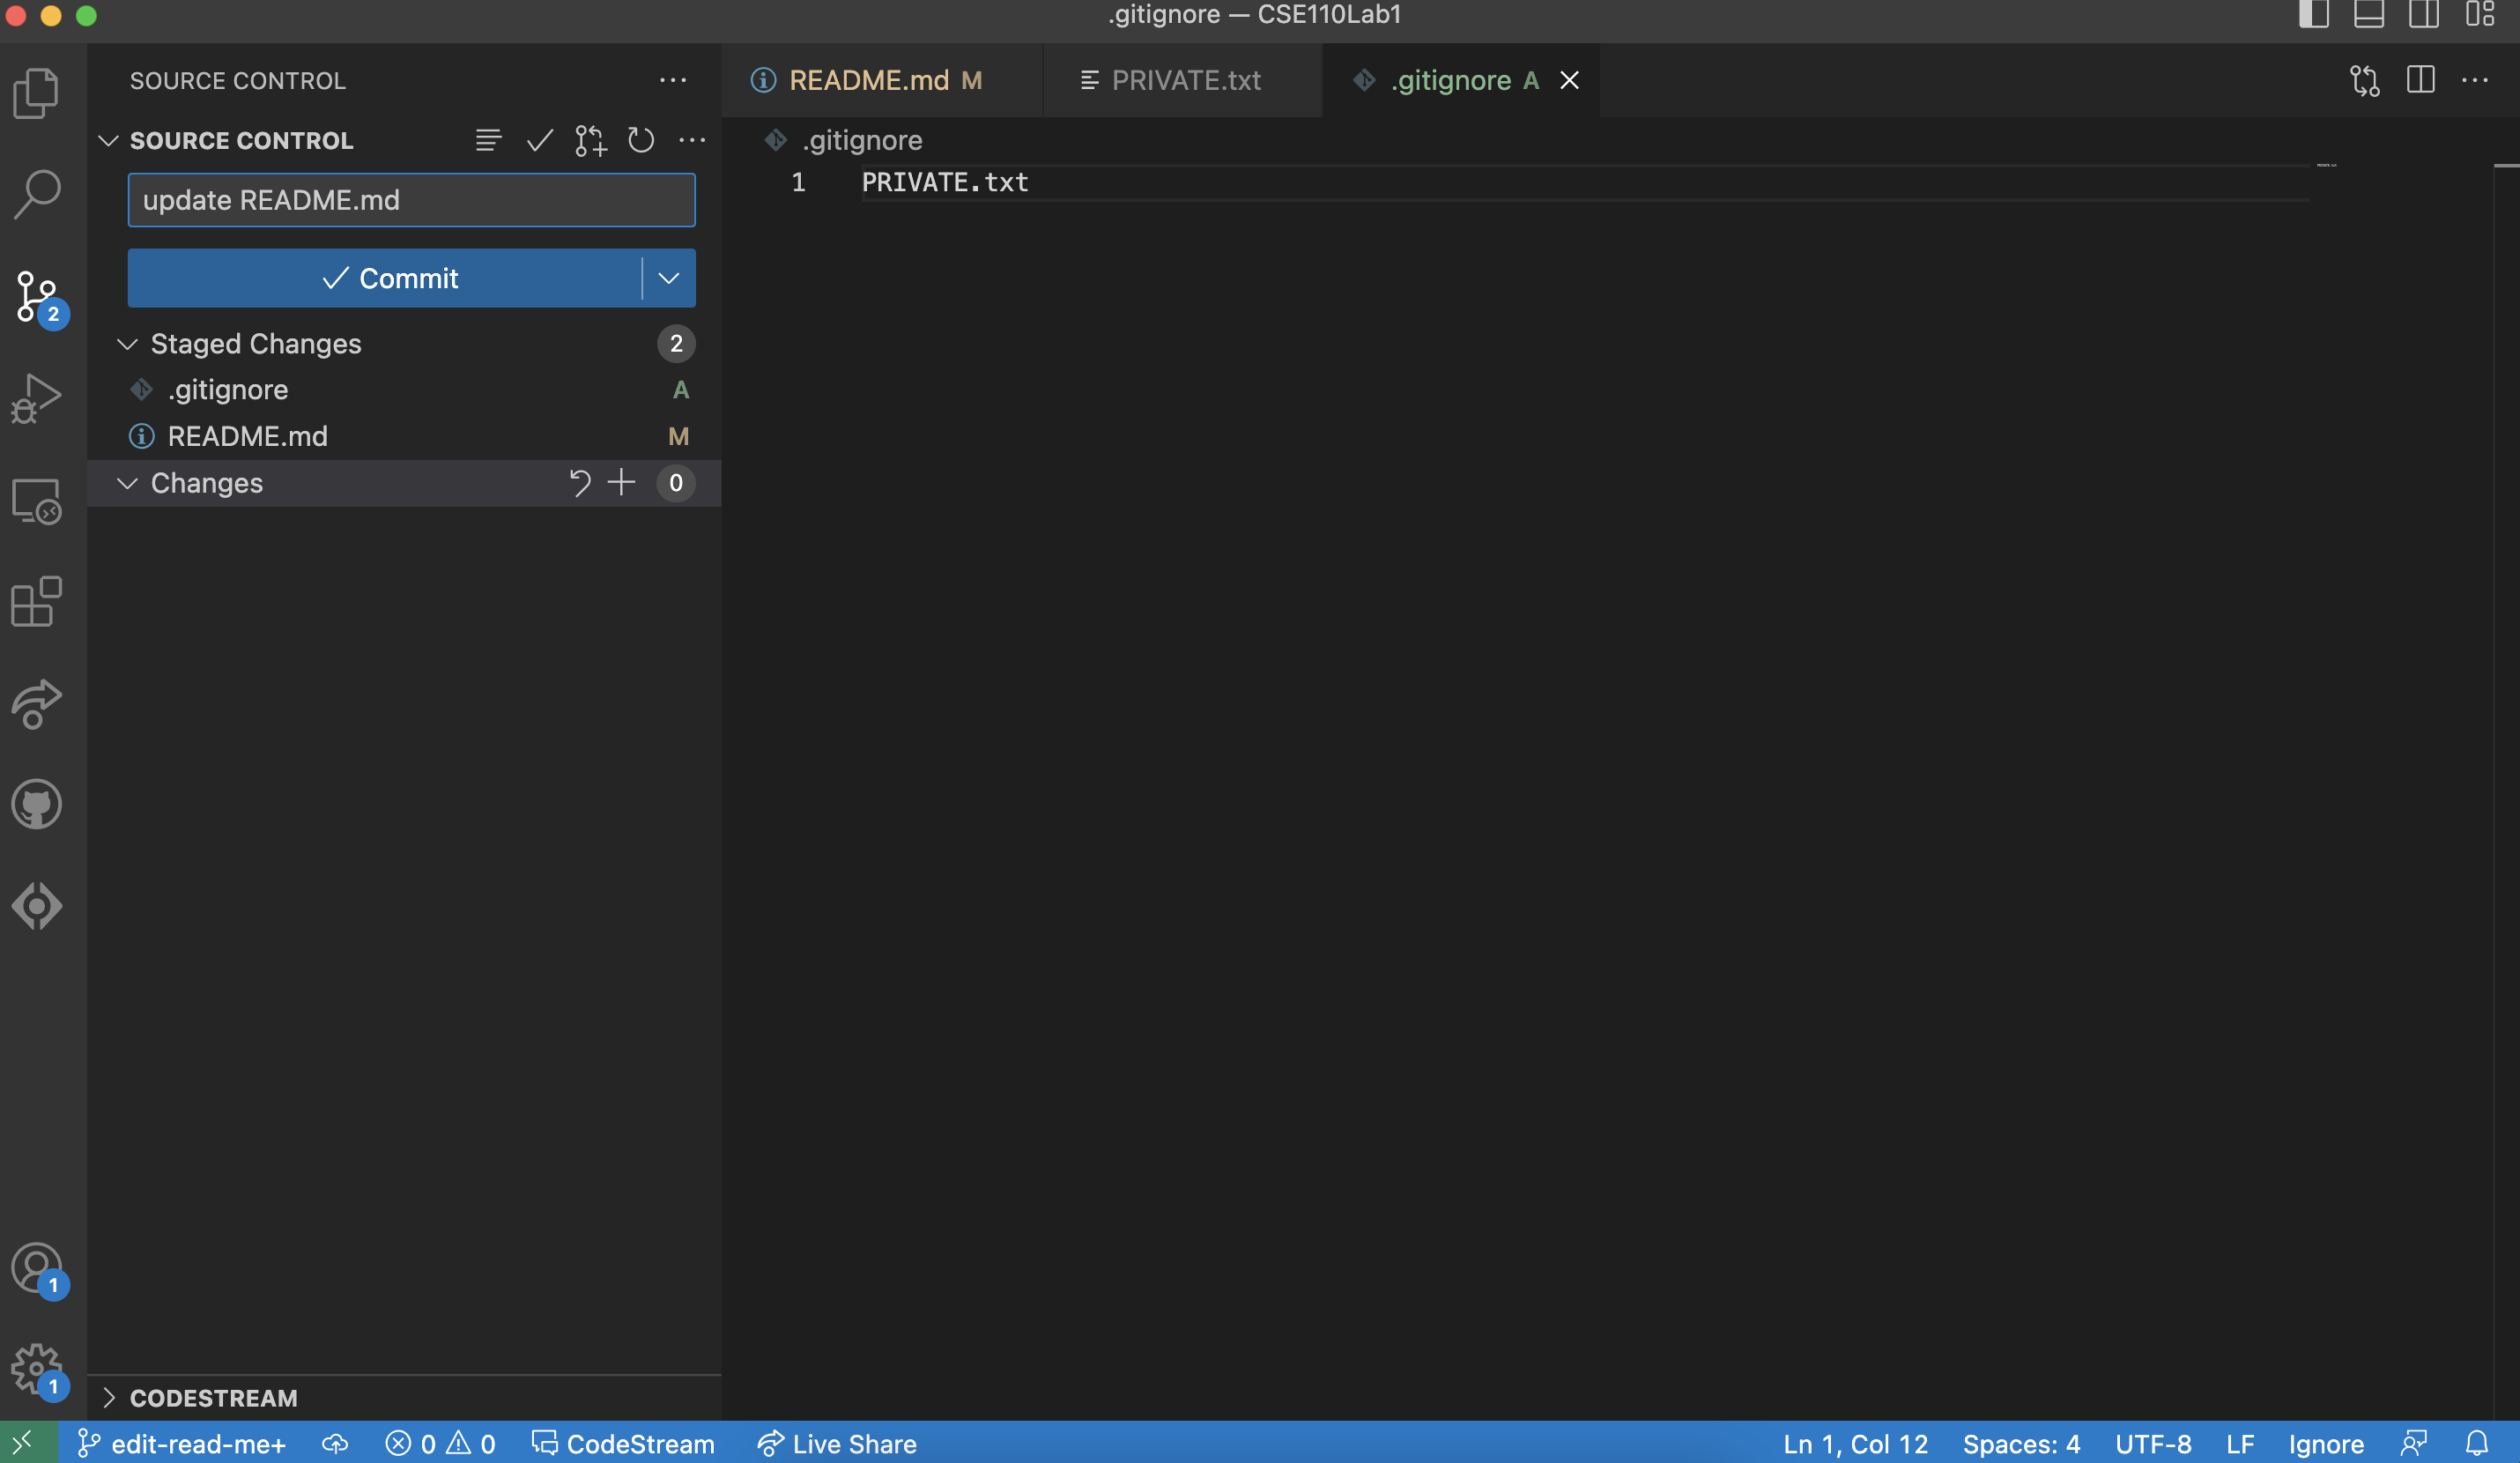 .gitignore — CSE110Lab1
SOURCE CONTROL
README.md M
PRIVATE.txt
.gitignore A
SOURCE CONTROL
.gitignore
update README.md
1 PRIVATE.txt
Commit
2
Staged Changes 2
.gitignore A
README.md M
Changes 0
1
1
CODESTREAM
edit-read-me+ 0 0 CodeStream Live Share Ln 1, Col 12 Spaces: 4 UTF-8 LF Ignore